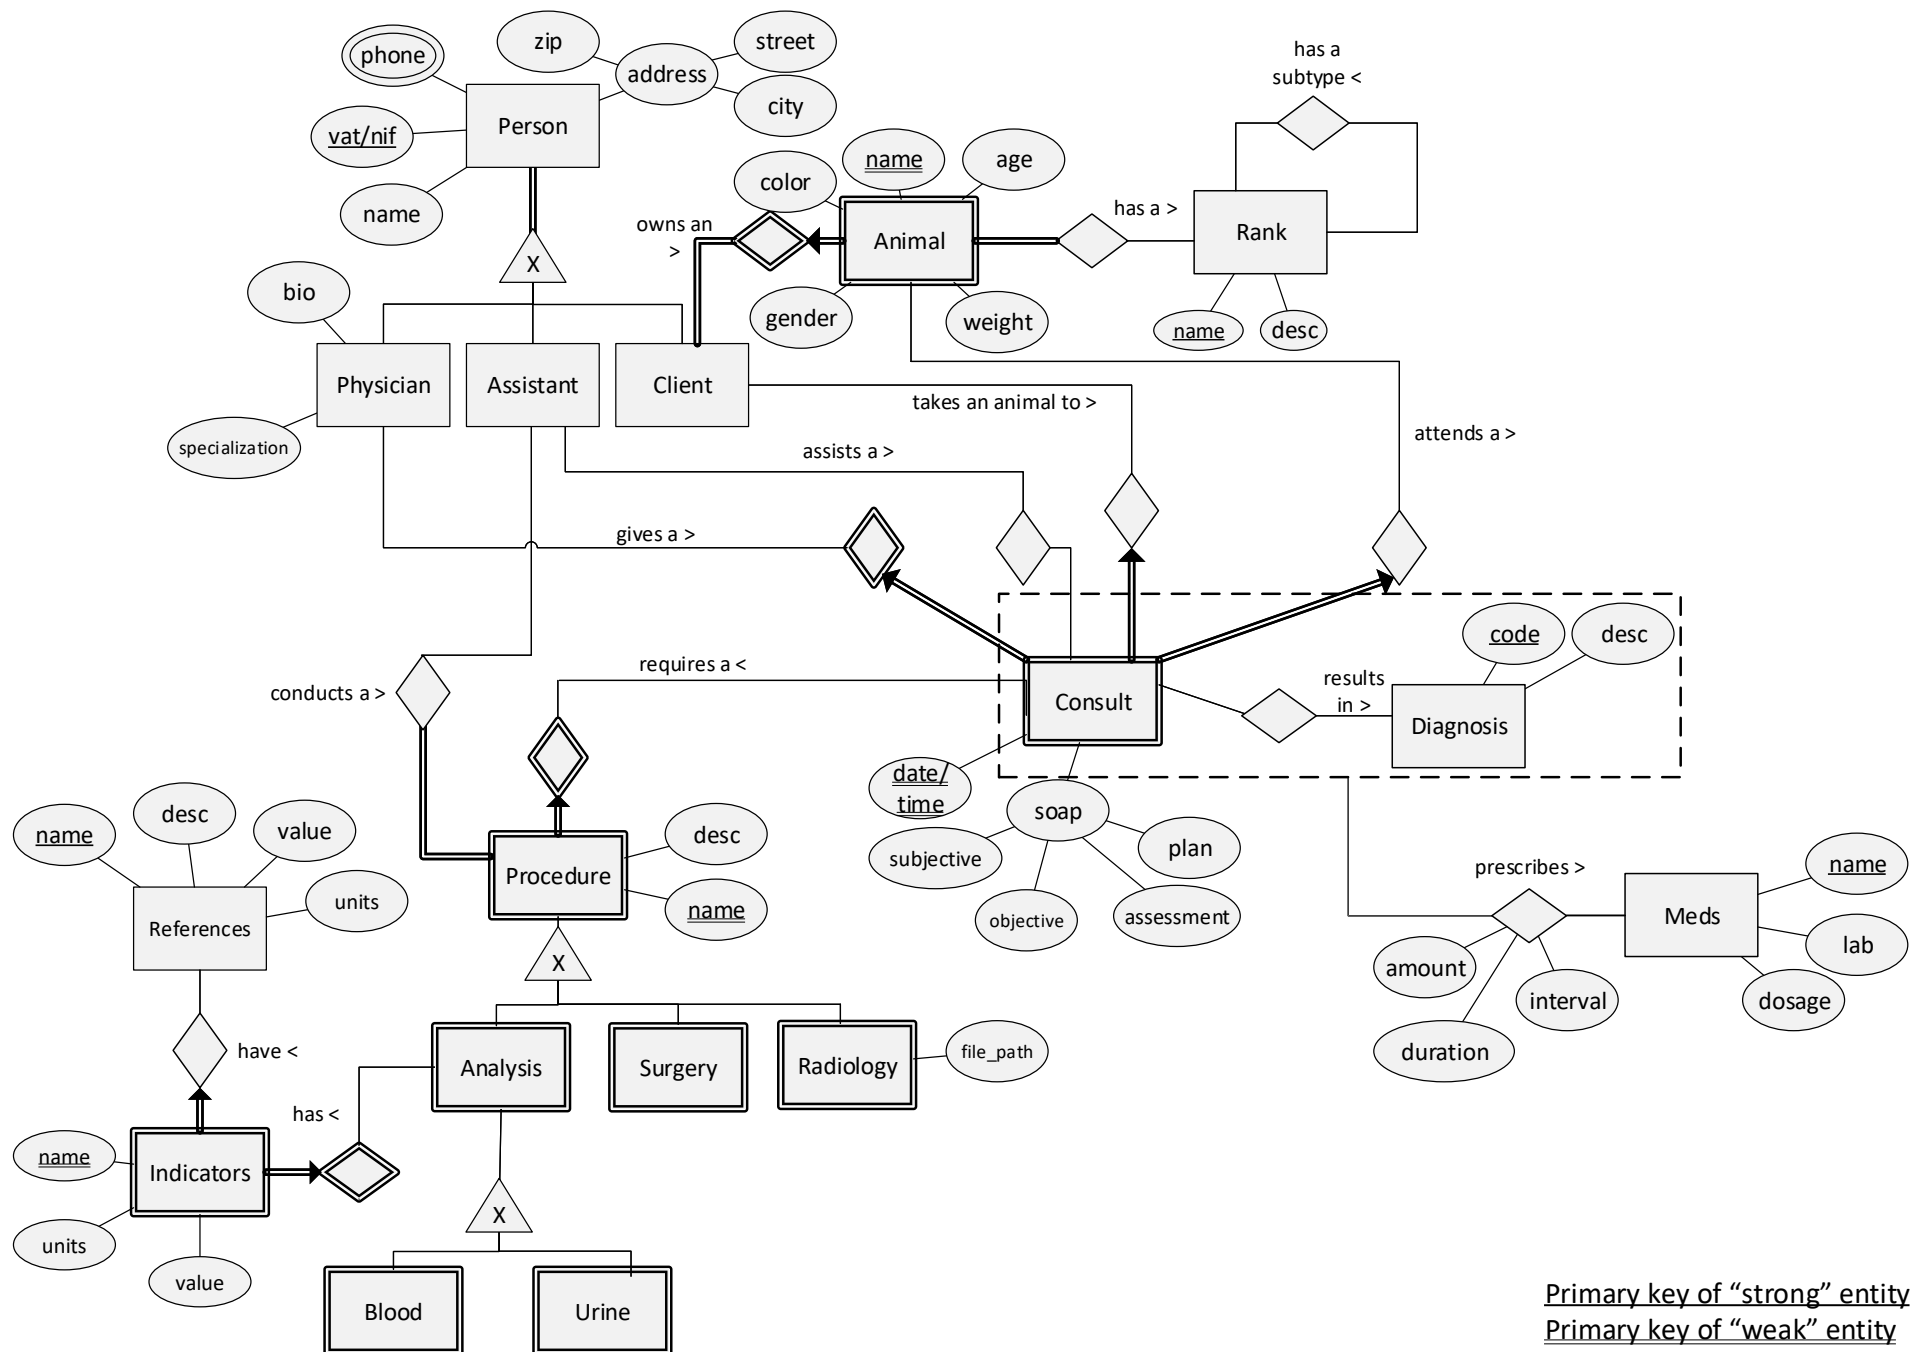 has a
subtype <
phone
zip
street
address
city
Person
vat/nif
name
color
name
age
owns an
>
Animal
has a >
Rank
X
bio
gender
weight
name
desc
Physician
Assistant
Client
takes an animal to >
specialization
assists a >
attends a >
gives a >
code
desc
requires a <
results
in >
conducts a >
Consult
Diagnosis
date/
time
soap
subjective
plan
objective
assessment
name
desc
value
units
References
desc
Procedure
name
X
prescribes >
name
Meds
lab
amount
interval
dosage
duration
have <
Analysis
Surgery
Radiology
file_path
has <
name
Indicators
units
value
X
Blood
Urine
Primary key of “strong” entity
Primary key of “weak” entity